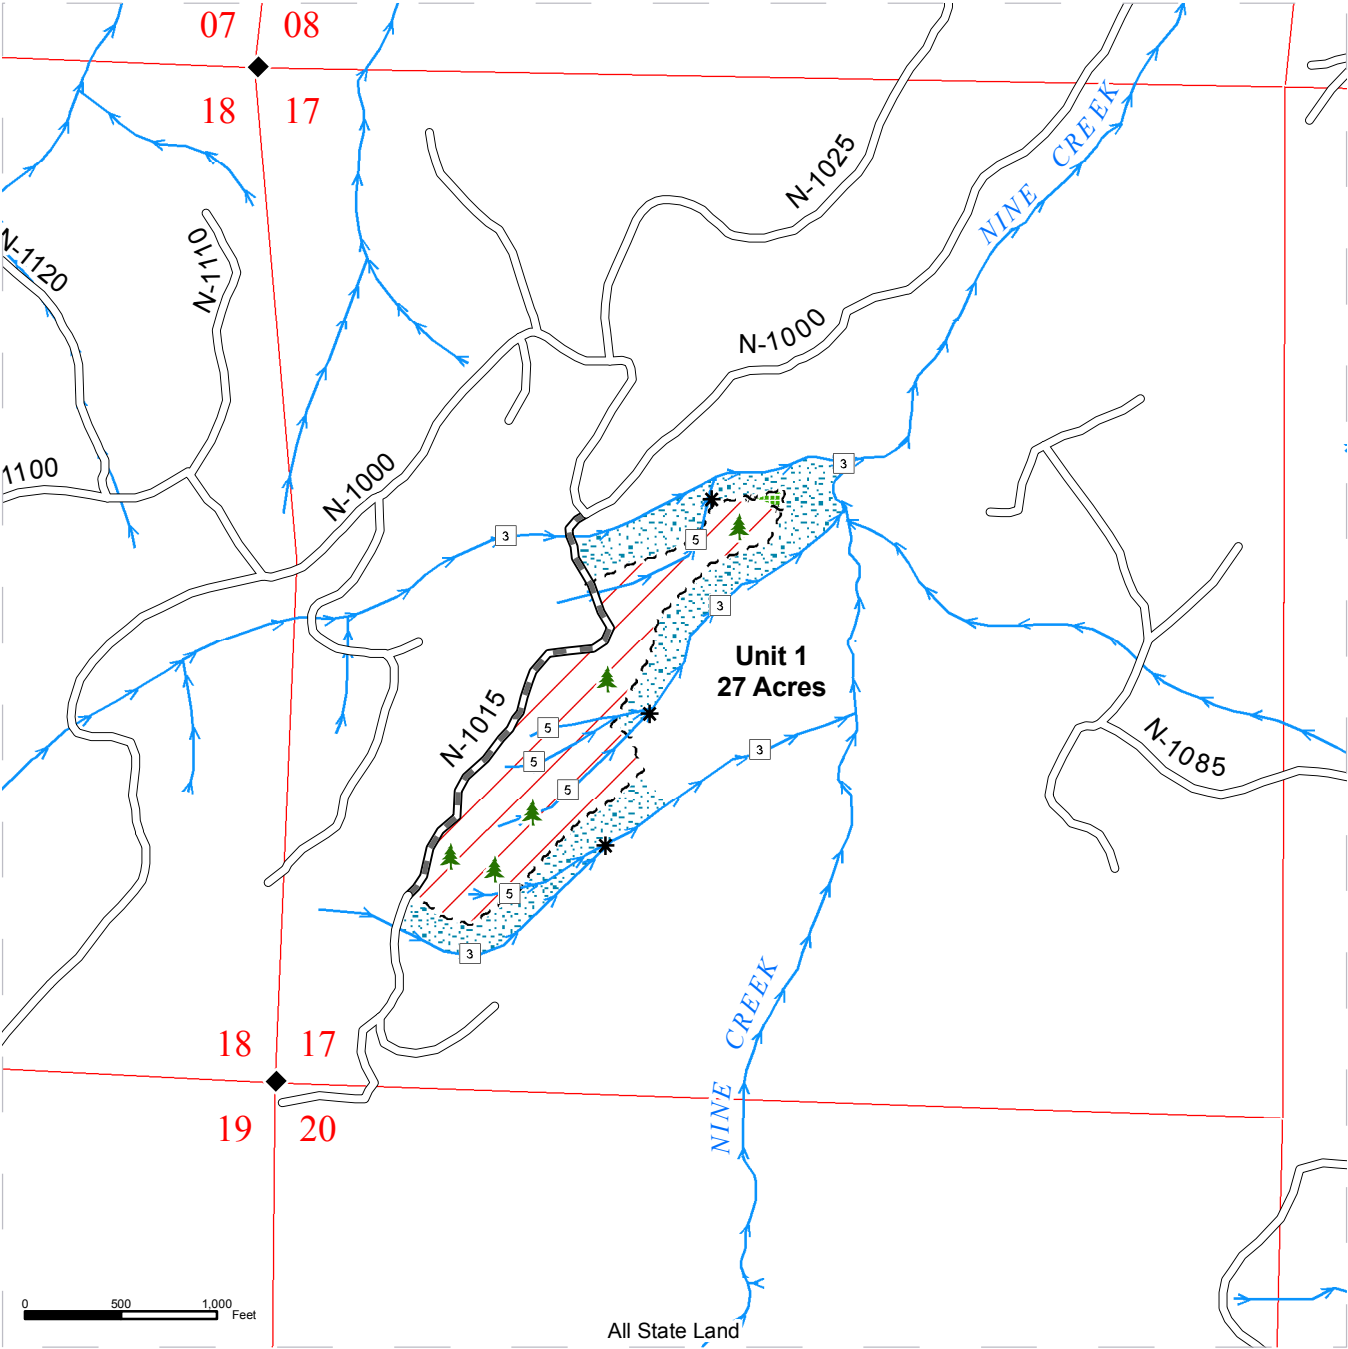 07 08
18 17
N-1025
NINE CREEK
N-1110
N-1120
N-1000
1100
N-1000
3
3
5
3
Unit 1
27 Acres
N-1015
5
3
N-1085
5
5
5
3
NINE CREEK
18 17
19 20
0 500 1,000
Feet
All State Land